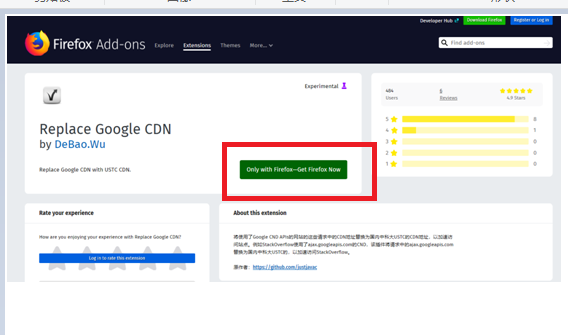 Developer Hub
Download Firefox
Register or Log in
Firefox Add-ons
Explore
Extensions
Themes
More...
Find add-ons
Experimental
Replace Google CDN
by DeBao.Wu
Replace Google CDN with USTC CDN.
Only with Firefox—Get Firefox Now
484
Users
Reviews
4.9 Stars
5
8
4
1
3
0
2
0
1
0
Rate your experience
How are you enjoying your experience with Replace Google CDN?
Log in to rate this extension
About this extension
将使用了Google CND APIs的网站的这些请求中的CDN地址替换为国内中科大USTC的CDN地址，以加速访
问站点。例如StackOverflow使用了ajax.googleapis.com的CND，这插件将请求中的ajax.googleapis.com
替换为国内中科大USTC的，以加速访问StackOverflow。
原作者：https://github.com/justjavac